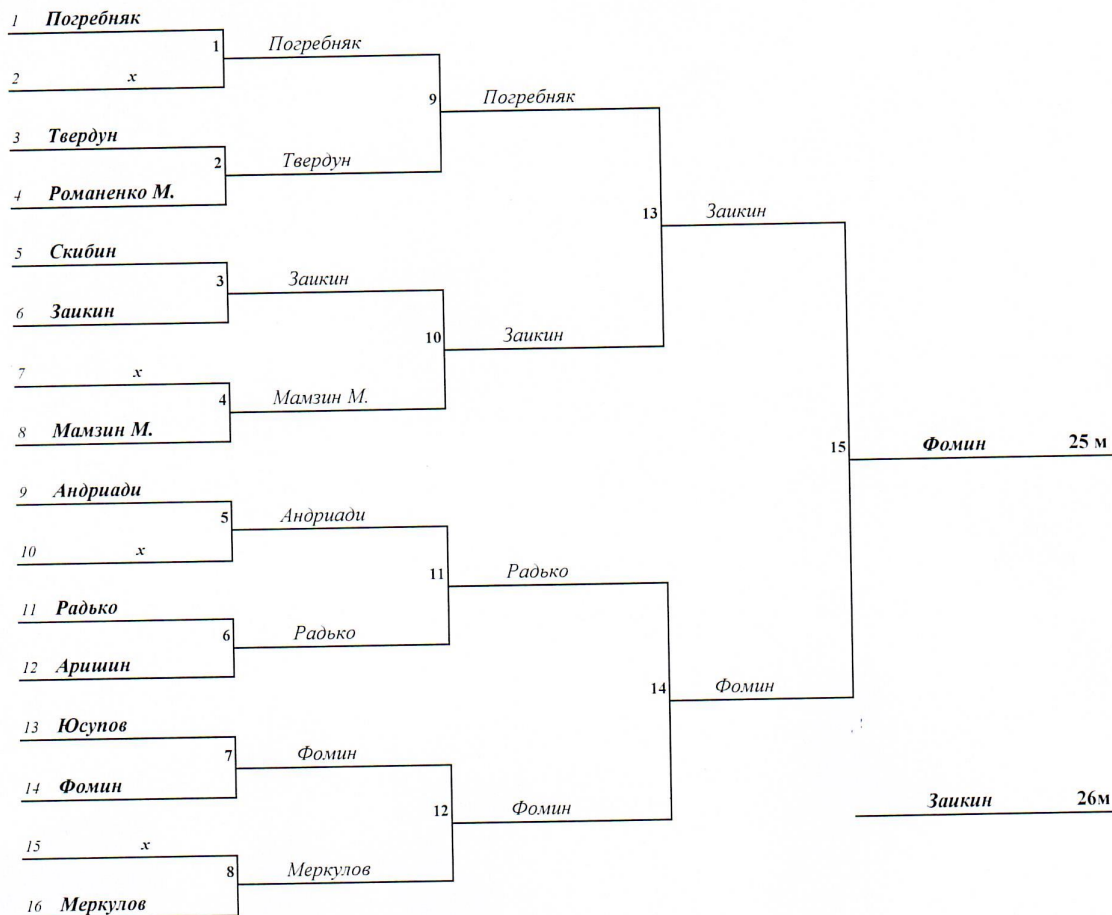 1 Погребняк
1 Погребняк
2 х
9 Погребняк
3 Твердун
2 Твердун
4 Романенко М.
13 Заикин
5 Скибин
3 Заикин
6 Заикин
10 Заикин
7 х
4 Мамзин М.
8 Мамзин М.
15 Фомин 25 м
9 Андриади
5 Андриади
10 х
11 Радько
11 Радько
6 Радько
12 Аришин
14 Фомин
13 Юсупов
7 Фомин
14 Фомин
12 Фомин
Заикин 26м
15 х
8 Меркулов
16 Меркулов